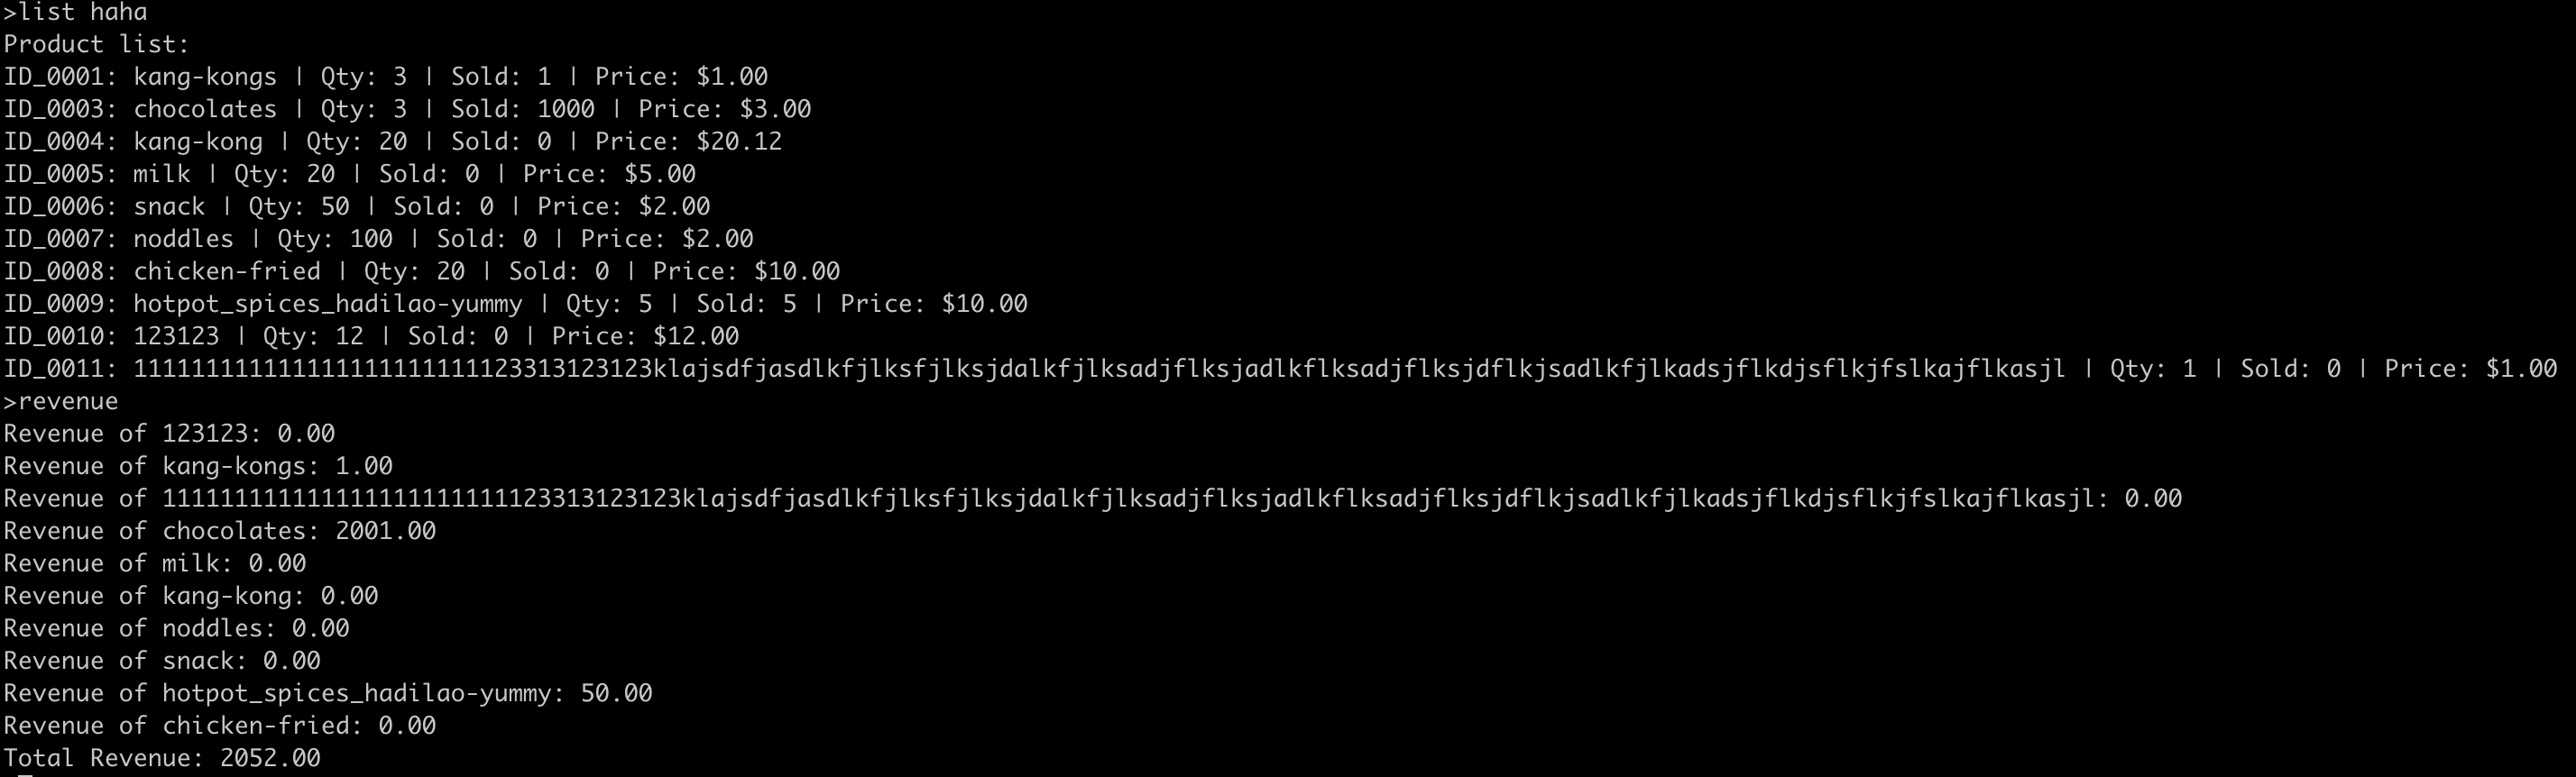 >list haha
Product list:
ID_0001: kang-kongs | Qty: 3 | Sold: 1 | Price: $1.00
ID_0003: chocolates | Qty: 3 | Sold: 1000 | Price: $3.00
ID_0004: kang-kong | Qty: 20 | Sold: 0 | Price: $20.12
ID_0005: milk | Qty: 20 | Sold: 0 | Price: $5.00
ID_0006: snack | Qty: 50 | Sold: 0 | Price: $2.00
ID_0007: noddles | Qty: 100 | Sold: 0 | Price: $2.00
ID_0008: chicken-fried | Qty: 20 | Sold: 0 | Price: $10.00
ID_0009: hotpot_spices_hadilao-yummy | Qty: 5 | Sold: 5 | Price: $10.00
ID_0010: 123123 | Qty: 12 | Sold: 0 | Price: $12.00
ID_0011: 111111111111111111111111123313123123klajsdfjasdlkfjlksfjlksjdalkfjlksadjflksjadlkflksadjflksjdflkjsadlkfjlkadsjflkdjsflkjfslkajflkasjl | Qty: 1 | Sold: 0 | Price: $1.00
>revenue
Revenue of 123123: 0.00
Revenue of kang-kongs: 1.00
Revenue of 111111111111111111111111123313123123klajsdfjasdlkfjlksfjlksjdalkfjlksadjflksjadlkflksadjflksjdflkjsadlkfjlkadsjflkdjsflkjfslkajflkasjl: 0.00
Revenue of chocolates: 2001.00
Revenue of milk: 0.00
Revenue of kang-kong: 0.00
Revenue of noddles: 0.00
Revenue of snack: 0.00
Revenue of hotpot_spices_hadilao-yummy: 50.00
Revenue of chicken-fried: 0.00
Total Revenue: 2052.00